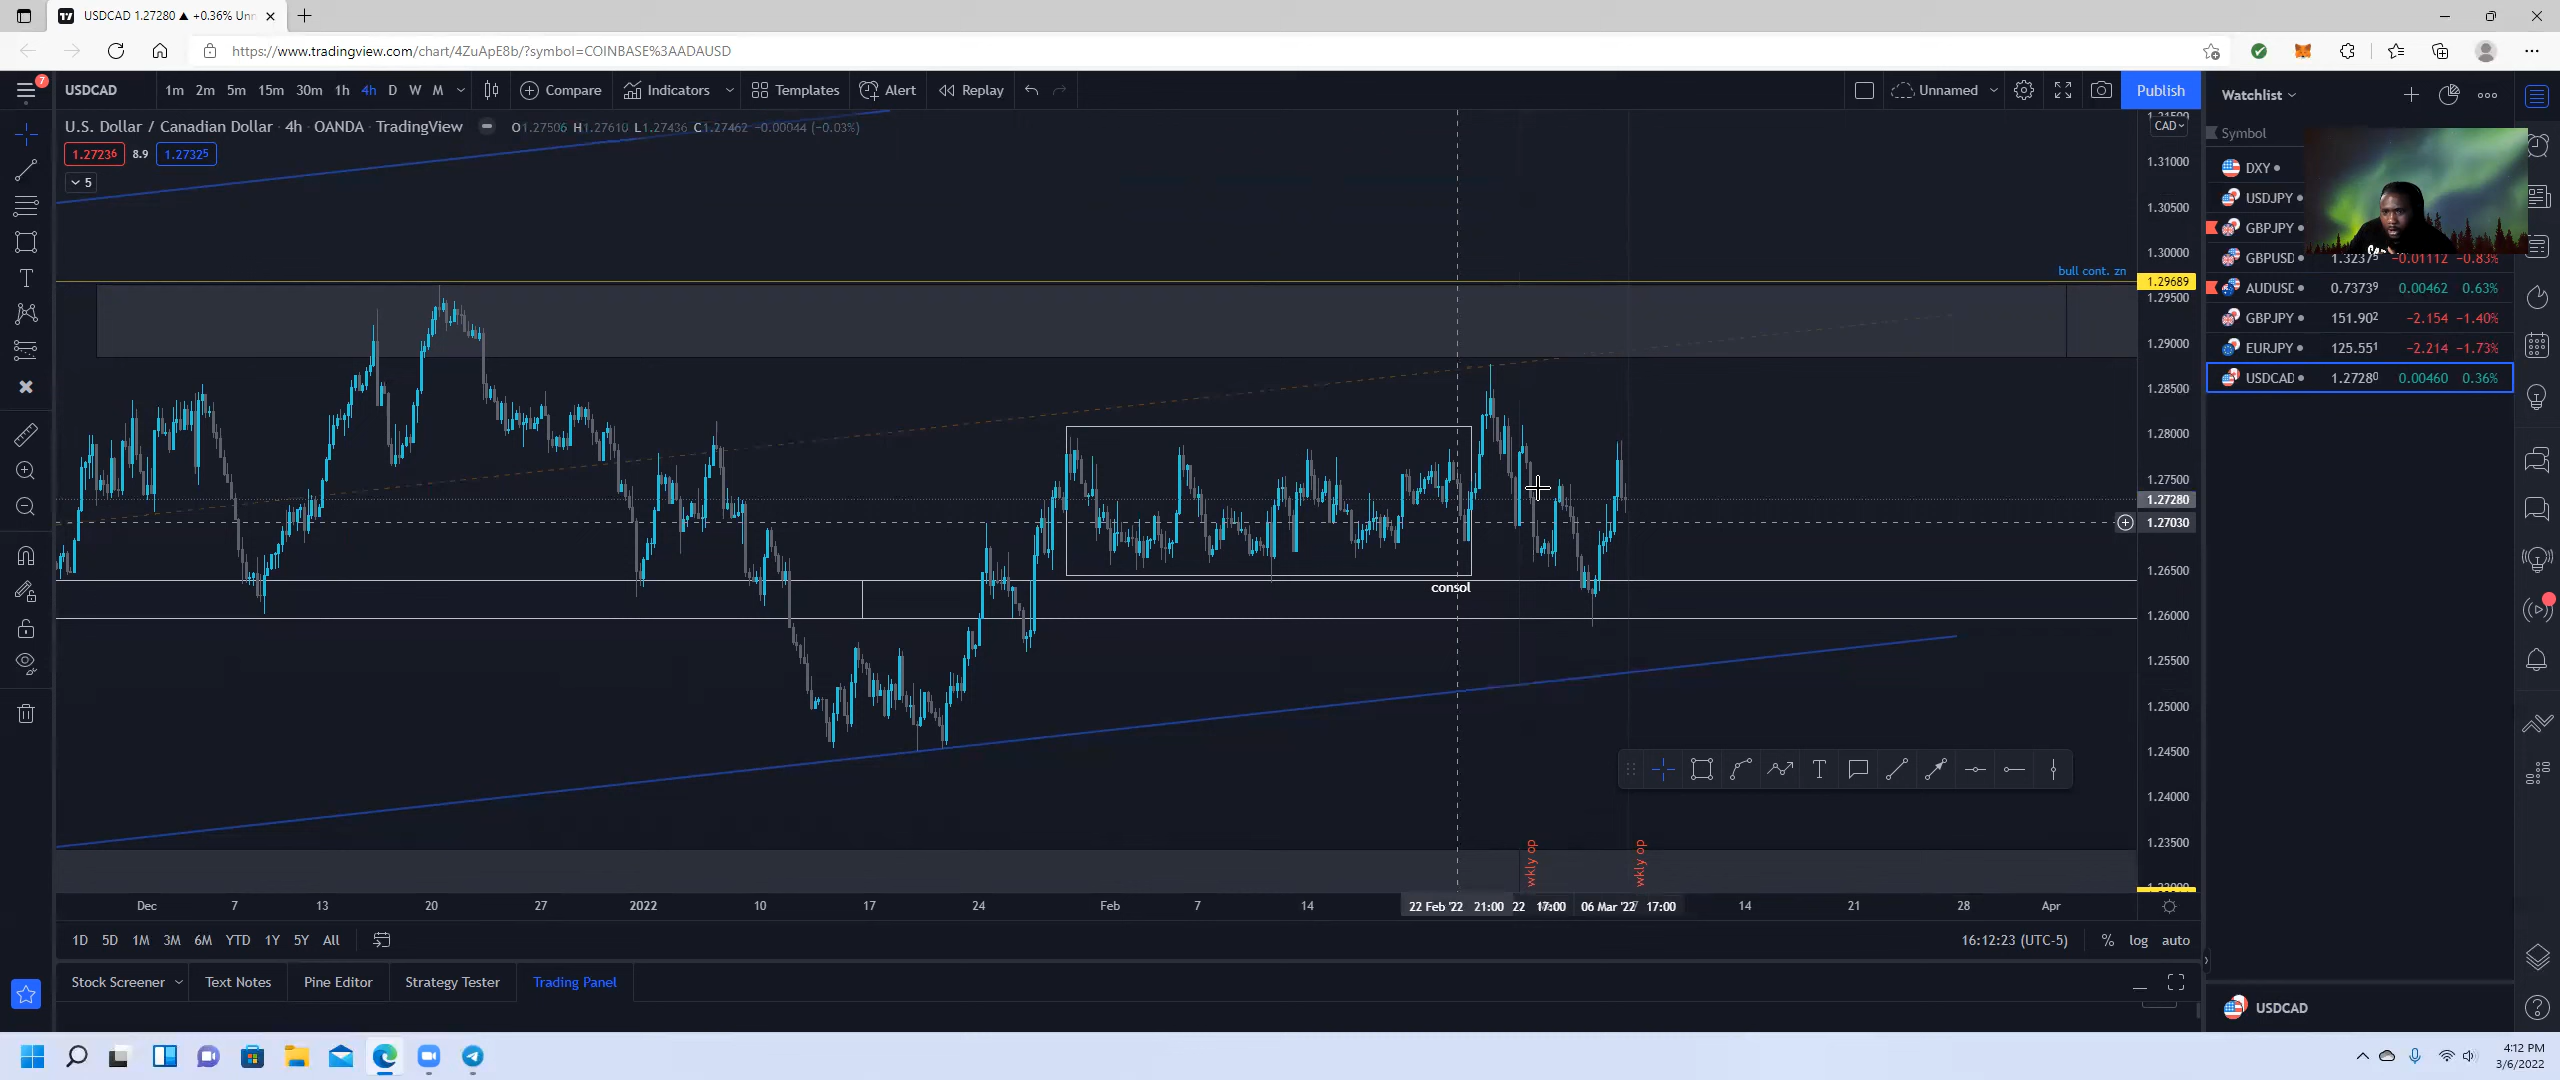 USDCAD 1.27280 ▲ +0.36% Unn
https://www.tradingview.com/chart/4ZuApE8b/?symbol=COINBASE%3AADAUSD
7
USDCAD 1m 2m 5m 15m 30m 1h 4h D W M Compare Indicators Templates Alert Replay Unnamed Publish
Watchlist
U.S. Dollar / Canadian Dollar · 4h · OANDA · TradingView O1.27506 H1.27610 L1.27436 C1.27462 −0.00044 (−0.03%)
CAD
Symbol
1.27236 8.9 1.27325
5
1.31000
1.30500
1.30000
bull cont. zn
1.29689
1.29500
1.29000
1.28500
1.28000
1.27500
1.27280
1.27030
1.26500
1.26000
1.25500
1.25000
1.24500
1.24000
1.23500
consol
wkly op
wkly op
DXY
USDJPY
GBPJPY
GBPUSD 1.32375 −0.01112 −0.83%
AUDUSD 0.73739 0.00462 0.63%
GBPJPY 151.902 −2.154 −1.40%
EURJPY 125.551 −2.214 −1.73%
USDCAD 1.27280 0.00460 0.36%
Dec 7 13 20 27 2022 10 17 24 Feb 7 14 22 Feb '22 21:00 22 17:00 06 Mar '22 17:00 14 21 28 Apr
1D 5D 1M 3M 6M YTD 1Y 5Y All
16:12:23 (UTC-5) % log auto
Stock Screener Text Notes Pine Editor Strategy Tester Trading Panel
USDCAD
4:12 PM
3/6/2022